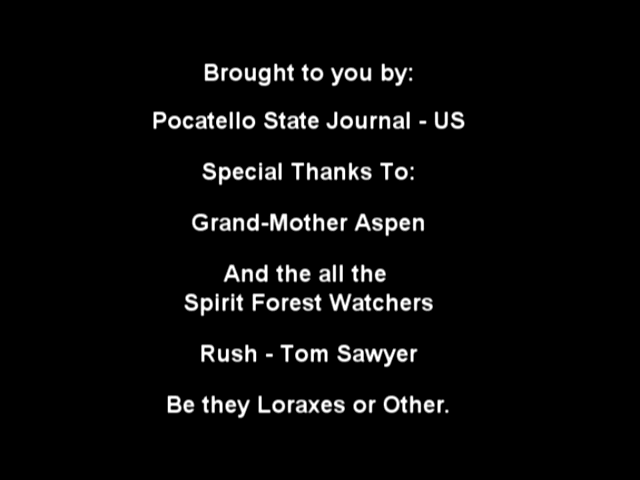 Brought to you by:
Pocatello State Journal - US
Special Thanks To:
Grand-Mother Aspen
And the all the
Spirit Forest Watchers
Rush - Tom Sawyer
Be they Loraxes or Other.